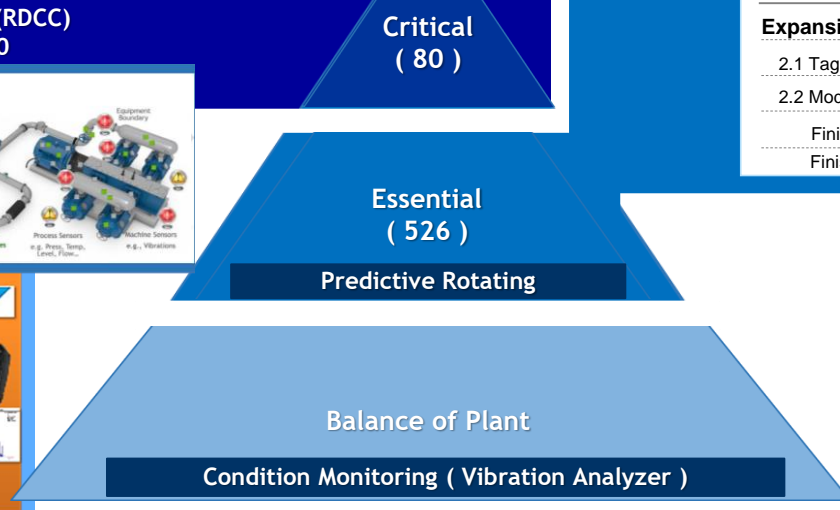 (RDCC)
0
Critical
( 80 )
Expansi
2.1 Tag
2.2 Mod
Fini
Fini
Equipment
Boundary
Process Sensors
e.g. Press, Temp,
Level, Flow...
Machine Sensors
e.g., Vibrations
Essential
( 526 )
Predictive Rotating
Balance of Plant
Condition Monitoring ( Vibration Analyzer )